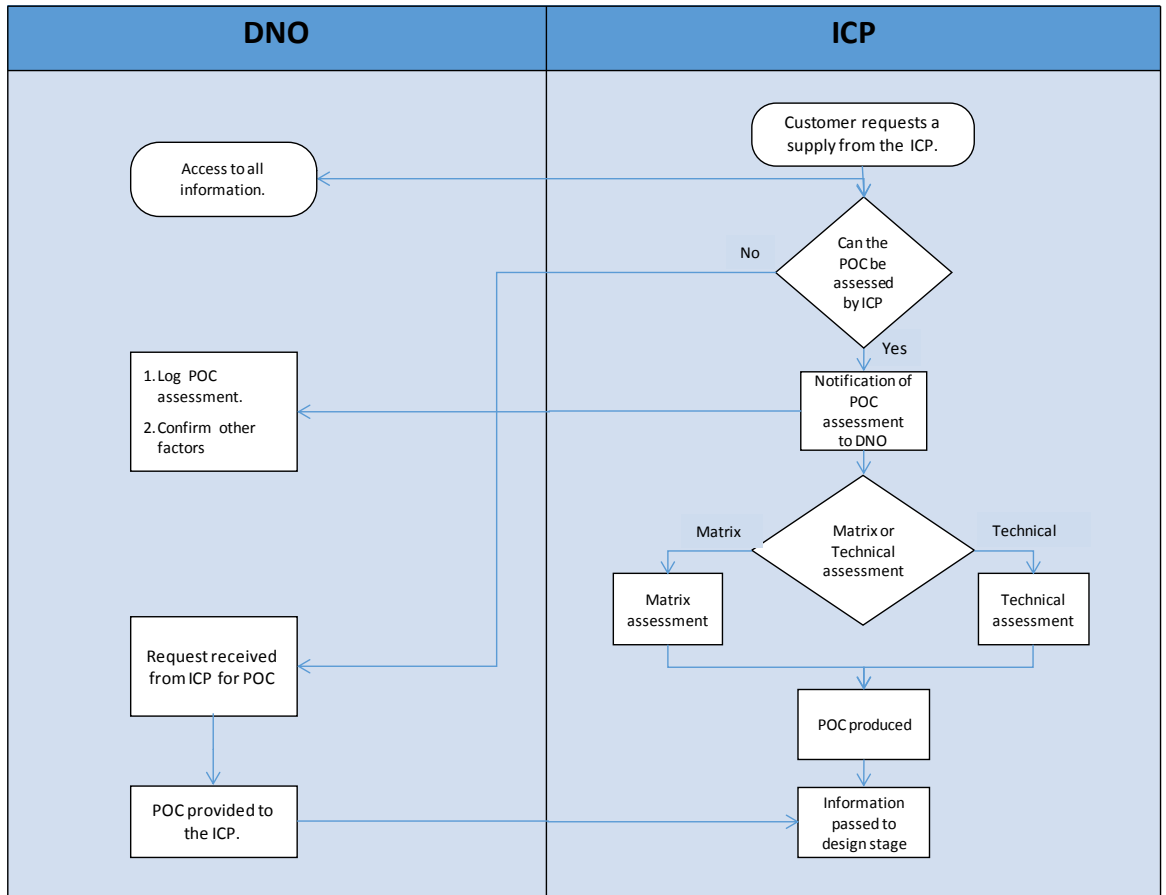 DNO
ICP
Customer requests a
supply from the ICP.
Access to all
information.
Can the
POC be
assessed
by ICP
No
Yes
1. Log POC
assessment.
2. Confirm other
factors
Notification of
POC
assessment
to DNO
Matrix
Matrix or
Technical
assessment
Technical
Matrix
assessment
Technical
assessment
Request received
from ICP for POC
POC produced
POC provided to
the ICP.
Information
passed to
design stage